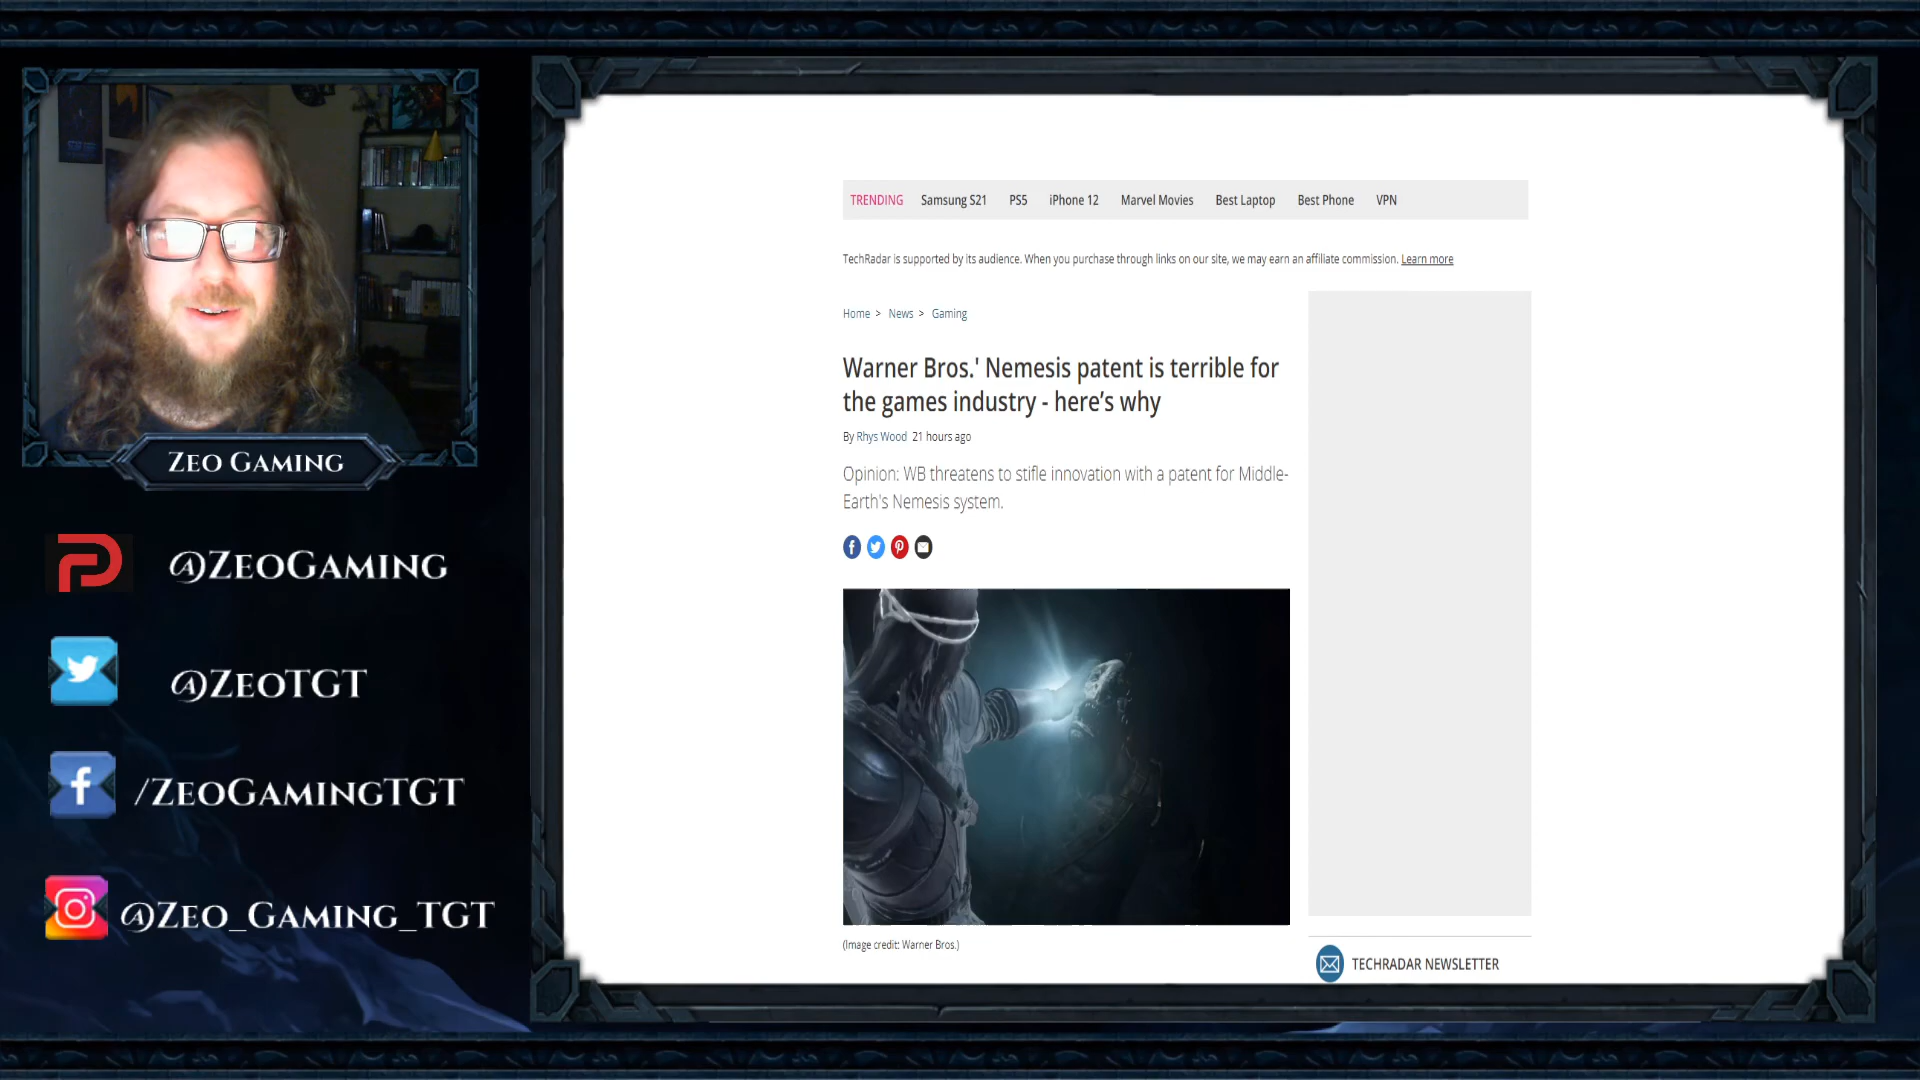 ZEO GAMING
@ZEOGAMING
@ZEOTGT
/ZEOGAMINGTGT
@ZEO_GAMING_TGT
TRENDING Samsung S21 PS5 iPhone 12 Marvel Movies Best Laptop Best Phone VPN
TechRadar is supported by its audience. When you purchase through links on our site, we may earn an affiliate commission. Learn more
Home > News > Gaming
Warner Bros.' Nemesis patent is terrible for
the games industry - here’s why
By Rhys Wood 21 hours ago
Opinion: WB threatens to stifle innovation with a patent for Middle-
Earth's Nemesis system.
(Image credit: Warner Bros.)
TECHRADAR NEWSLETTER